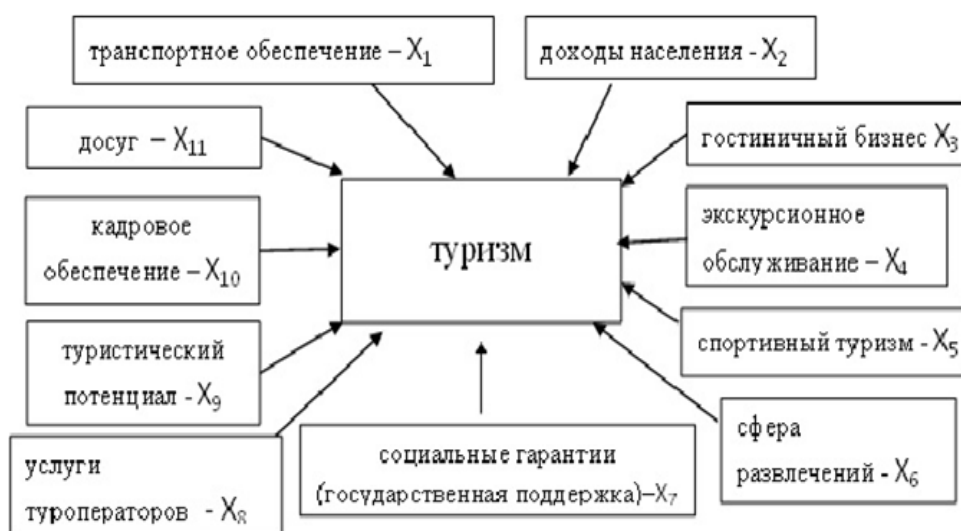 транспортное обеспечение – X1
доходы населения - X2
гостиничный бизнес X3
экскурсионное
обслуживание – X4
спортивный туризм - X5
сфера
развлечений - X6
социальные гарантии
(государственная поддержка)–X7
услуги
туроператоров - X8
туристический
потенциал - X9
кадровое
обеспечение – X10
досуг – X11
туризм